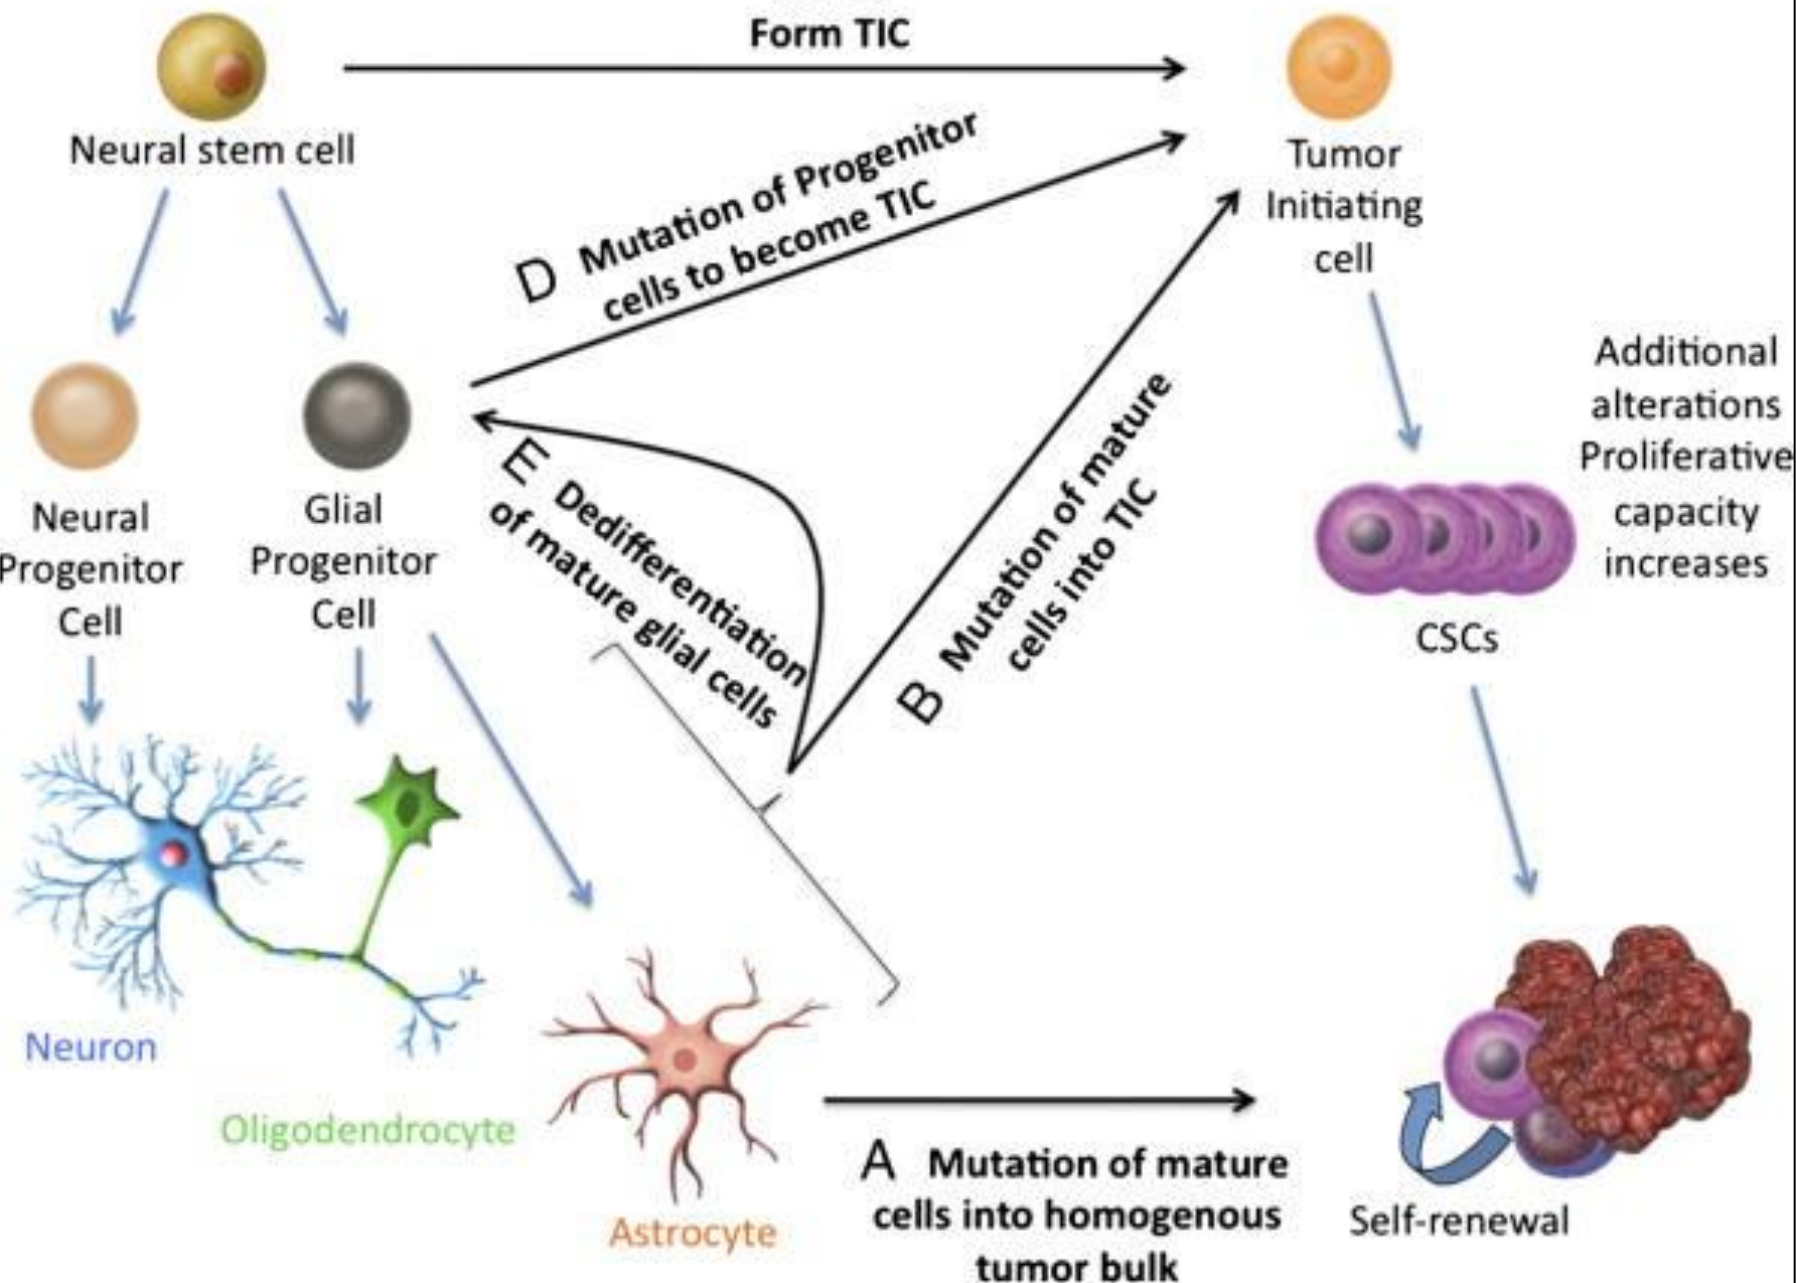 Form TIC
Neural stem cell
Tumor
Initiating
cell
D Mutation of Progenitor
cells to become TIC
Additional
alterations
Proliferative
capacity
increases
B Mutation of mature
cells into TIC
E Dedifferentiation
of mature glial cells
Neural
Progenitor
Cell
Glial
Progenitor
Cell
CSCs
Neuron
Oligodendrocyte
Astrocyte
A Mutation of mature
cells into homogenous
tumor bulk
Self-renewal